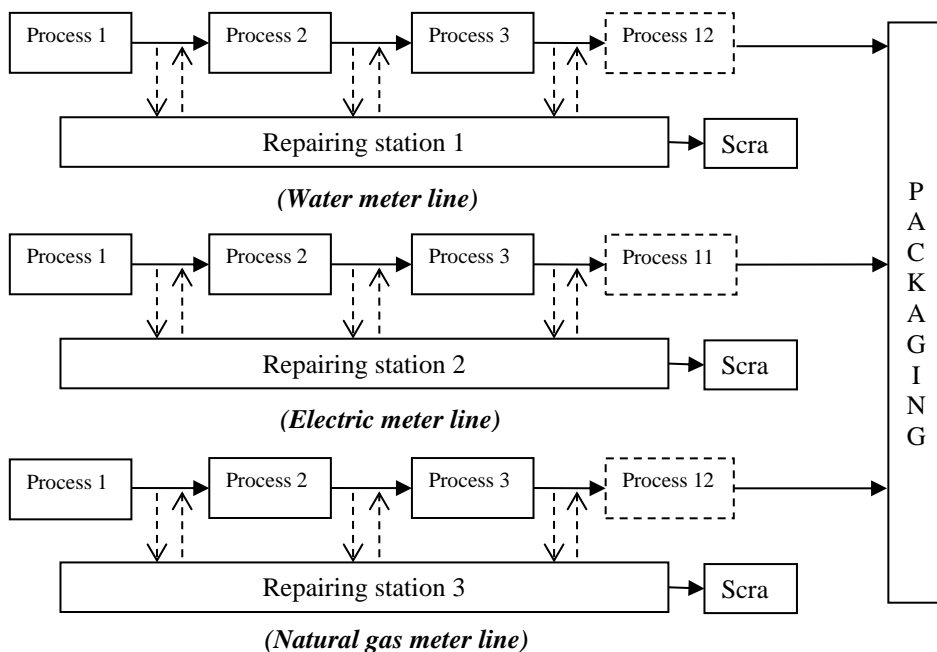 Process 1
Process 2
Process 3
Process 12
Repairing station 1
Scra
(Water meter line)
Process 1
Process 2
Process 3
Process 11
Repairing station 2
Scra
(Electric meter line)
Process 1
Process 2
Process 3
Process 12
Repairing station 3
Scra
(Natural gas meter line)
P
A
C
K
A
G
I
N
G